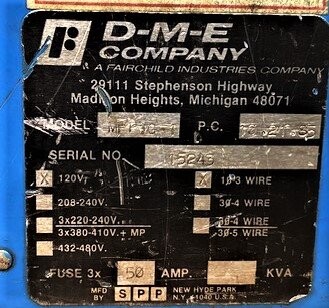 D-M-E
COMPANY
A FAIRCHILD INDUSTRIES COMPANY
29111 Stephenson Highway
Madison Heights, Michigan 48071
MODEL P.C.
SERIAL NO. 15243
X 120V. X 1Ø-3 WIRE
208-240V. 3Ø-4 WIRE
3x220-240V. 3Ø-4 WIRE
3x380-410V. + MP 3Ø-5 WIRE
432-480V.
FUSE 3x 50 AMP. KVA
MFD BY SPP NEW HYDE PARK N.Y. 11040 U.S.A.